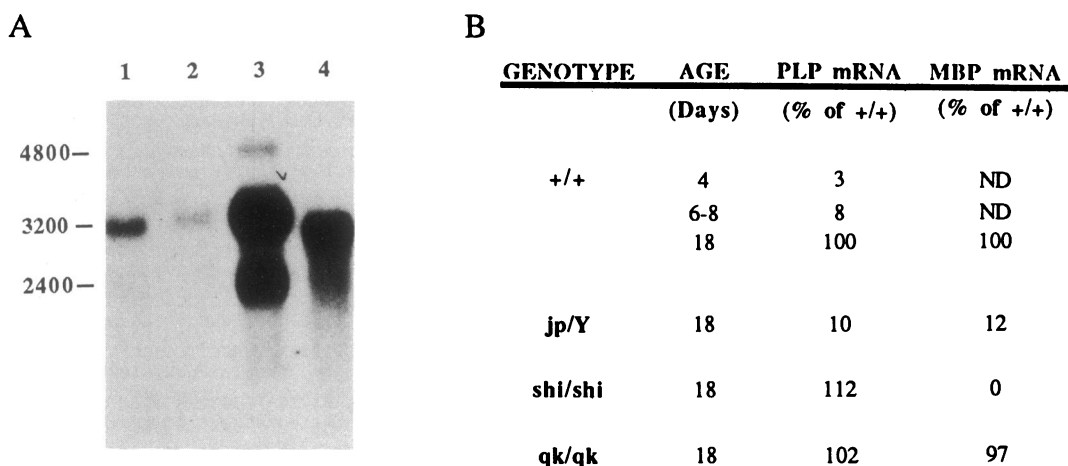 A
1 2 3 4
4800—
3200 —
2400—
B
GENOTYPE AGE PLP mRNA MBP mRNA
(Days) (% of +/+) (% of +/+)
+/+ 4 3 ND
6-8 8 ND
18 100 100
jp/Y 18 10 12
shi/shi 18 112 0
qk/qk 18 102 97